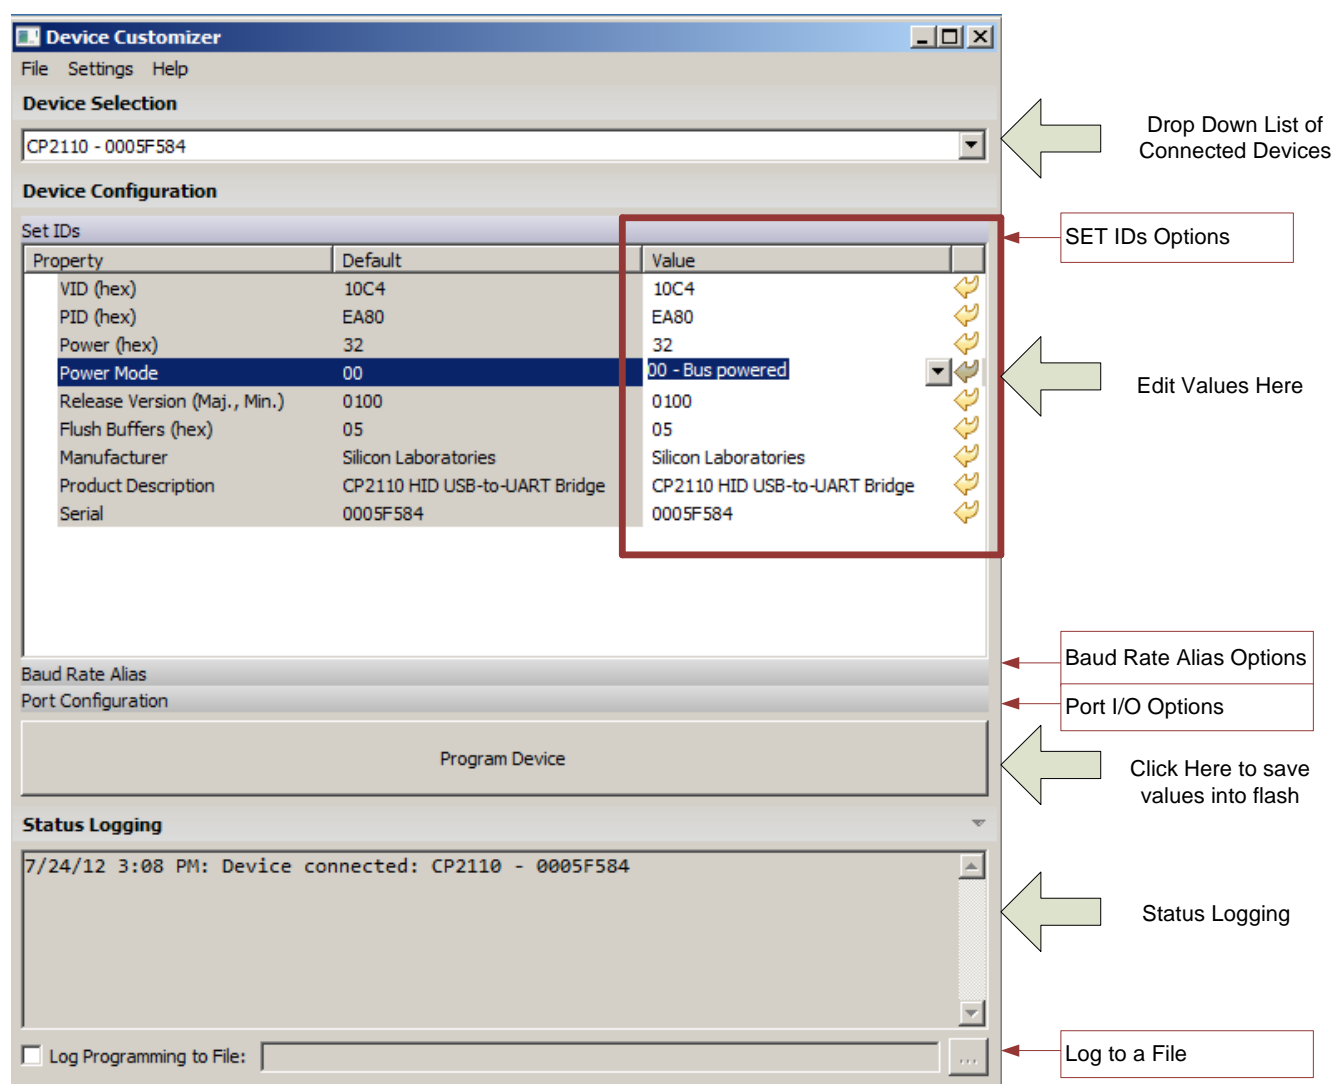 Device Customizer
File Settings Help
Device Selection
CP2110 - 0005F584
Drop Down List of
Connected Devices
Device Configuration
Set IDs
SET IDs Options
Property Default Value
VID (hex) 10C4 10C4
PID (hex) EA80 EA80
Power (hex) 32 32
Power Mode 00 00 - Bus powered
Edit Values Here
Release Version (Maj., Min.) 0100 0100
Flush Buffers (hex) 05 05
Manufacturer Silicon Laboratories Silicon Laboratories
Product Description CP2110 HID USB-to-UART Bridge CP2110 HID USB-to-UART Bridge
Serial 0005F584 0005F584
Baud Rate Alias
Baud Rate Alias Options
Port Configuration
Port I/O Options
Program Device
Click Here to save
values into flash
Status Logging
7/24/12 3:08 PM: Device connected: CP2110 - 0005F584
Status Logging
Log Programming to File: ...
Log to a File